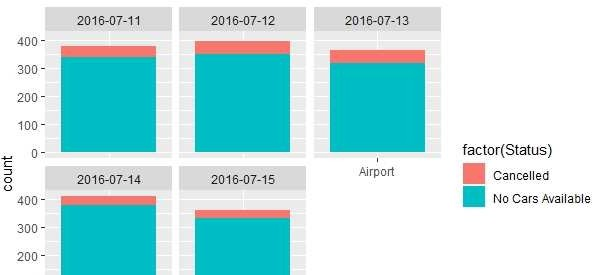 2016-07-11 2016-07-12 2016-07-13
400
300
200
100
0
Airport
2016-07-14 2016-07-15
400
300
200
count
factor(Status)
Cancelled
No Cars Available